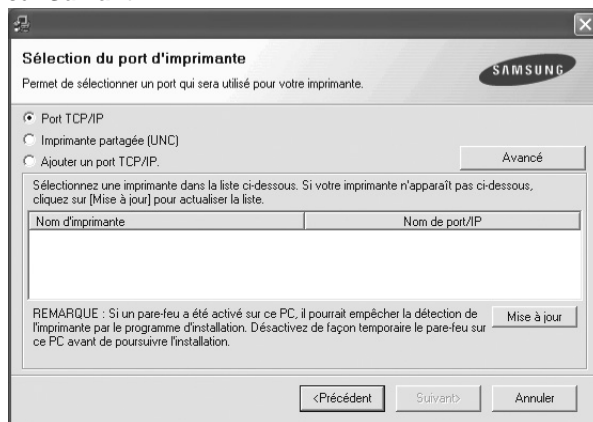 Sélection du port d'imprimante
Permet de sélectionner un port qui sera utilisé pour votre imprimante.
SAMSUNG
Port TCP/IP
Imprimante partagée (UNC)
Ajouter un port TCP/IP.
Avancé
Sélectionnez une imprimante dans la liste ci-dessous. Si votre imprimante n'apparaît pas ci-dessous,
cliquez sur [Mise à jour] pour actualiser la liste.
Nom d'imprimante
Nom de port/IP
REMARQUE : Si un pare-feu a été activé sur ce PC, il pourrait empêcher la détection de
l'imprimante par le programme d'installation. Désactivez de façon temporaire le pare-feu sur
ce PC avant de poursuivre l'installation.
Mise à jour
<Précédent
Suivant>
Annuler